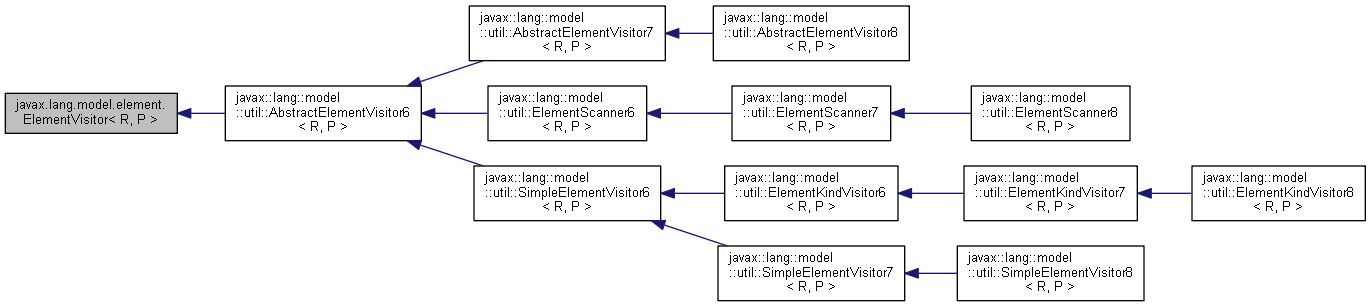 javax.lang.model.element.
ElementVisitor< R, P >
javax::lang::model
::util::AbstractElementVisitor6
< R, P >
javax::lang::model
::util::AbstractElementVisitor7
< R, P >
javax::lang::model
::util::AbstractElementVisitor8
< R, P >
javax::lang::model
::util::ElementScanner6
< R, P >
javax::lang::model
::util::ElementScanner7
< R, P >
javax::lang::model
::util::ElementScanner8
< R, P >
javax::lang::model
::util::SimpleElementVisitor6
< R, P >
javax::lang::model
::util::ElementKindVisitor6
< R, P >
javax::lang::model
::util::ElementKindVisitor7
< R, P >
javax::lang::model
::util::ElementKindVisitor8
< R, P >
javax::lang::model
::util::SimpleElementVisitor7
< R, P >
javax::lang::model
::util::SimpleElementVisitor8
< R, P >